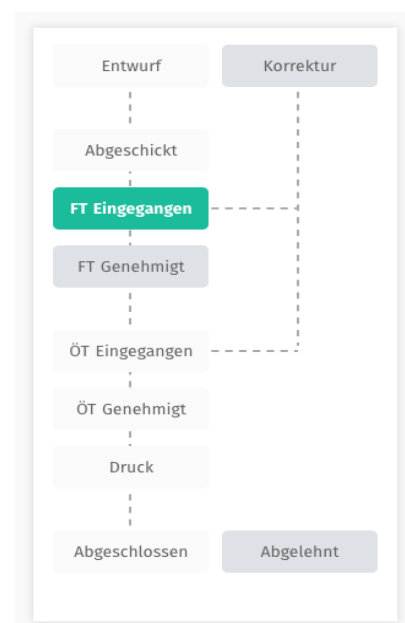 Entwurf
Korrektur
Abgeschickt
FT Eingegangen
FT Genehmigt
ÖT Eingegangen
ÖT Genehmigt
Druck
Abgeschlossen
Abgelehnt